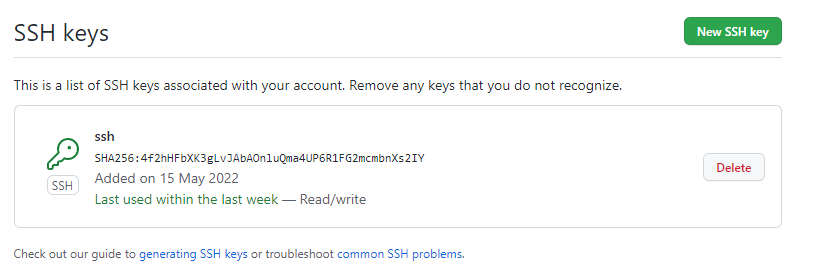 SSH keys
New SSH key
This is a list of SSH keys associated with your account. Remove any keys that you do not recognize.
ssh
SHA256:4f2hHFbXK3gLvJAbAOnluQma4UP6R1FG2mcmbnXs2IY
SSH
Added on 15 May 2022
Last used within the last week — Read/write
Delete
Check out our guide to generating SSH keys or troubleshoot common SSH problems.